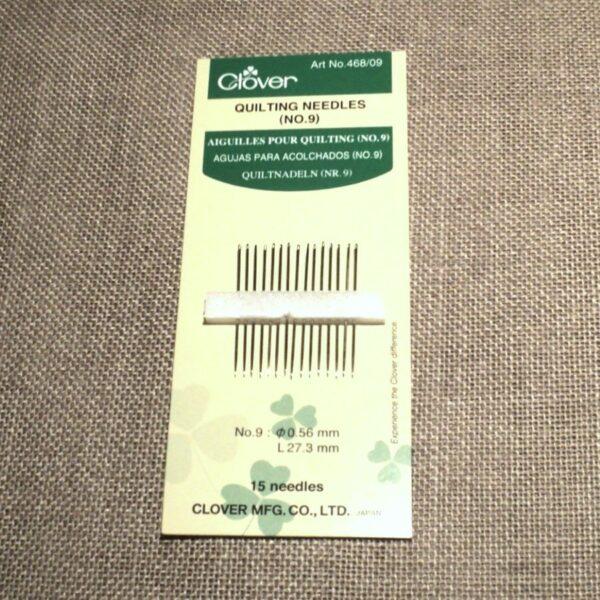 Art No.468/09
Clover
QUILTING NEEDLES
(NO.9)
AIGUILLES POUR QUILTING (NO.9)
AGUJAS PARA ACOLCHADOS (NO.9)
QUILTNADELN (NR.9)
Experience the Clover difference
No.9 : φ0.56 mm
L 27.3 mm
15 needles
CLOVER MFG. CO., LTD. JAPAN